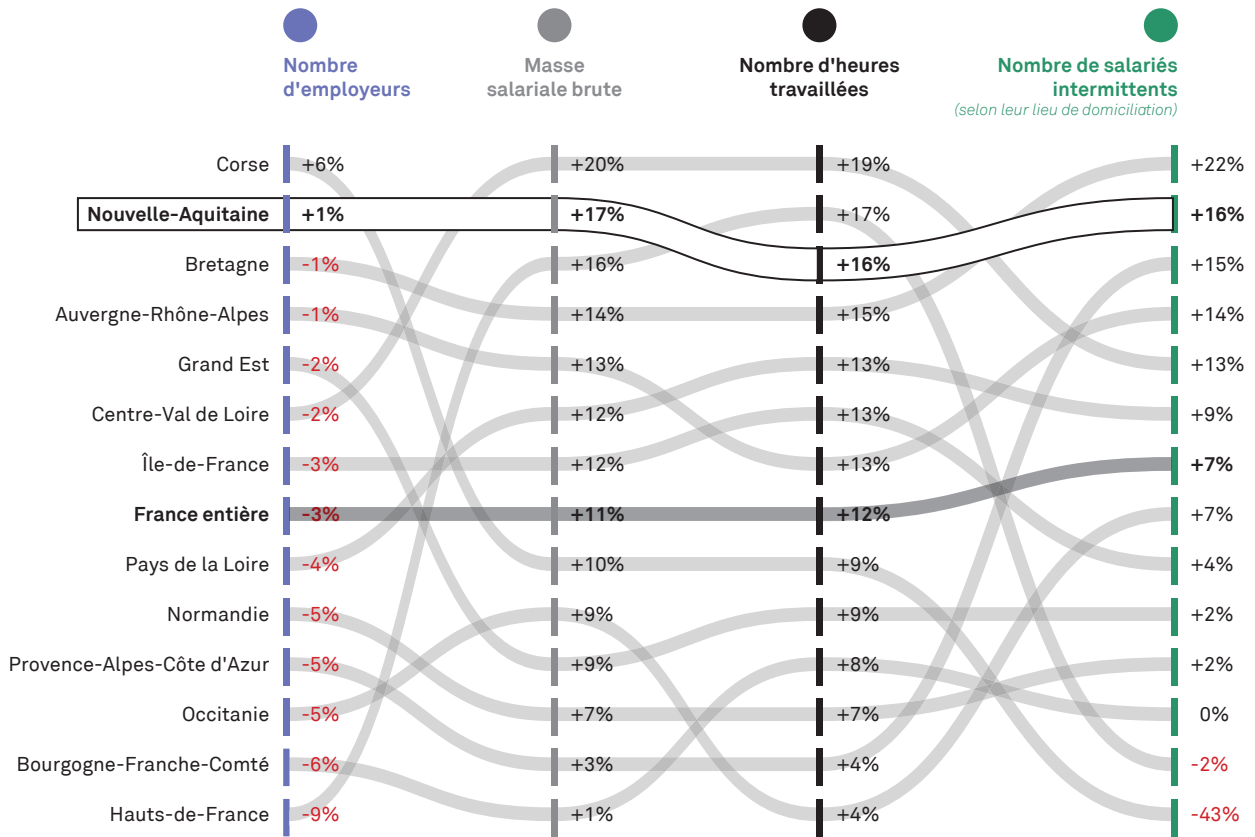 Nombre
d'employeurs
Masse
salariale brute
Nombre d'heures
travaillées
Nombre de salariés
intermittents
(selon leur lieu de domiciliation)
Corse +6% +20% +19% +22%
Nouvelle-Aquitaine +1% +17% +17% +16%
Bretagne -1% +16% +16% +15%
Auvergne-Rhône-Alpes -1% +14% +15% +14%
Grand Est -2% +13% +13% +13%
Centre-Val de Loire -2% +12% +13% +9%
Île-de-France -3% +12% +13% +7%
France entière -3% +11% +12% +7%
Pays de la Loire -4% +10% +9% +4%
Normandie -5% +9% +9% +2%
Provence-Alpes-Côte d'Azur -5% +9% +8% +2%
Occitanie -5% +7% +7% 0%
Bourgogne-Franche-Comté -6% +3% +4% -2%
Hauts-de-France -9% +1% +4% -43%